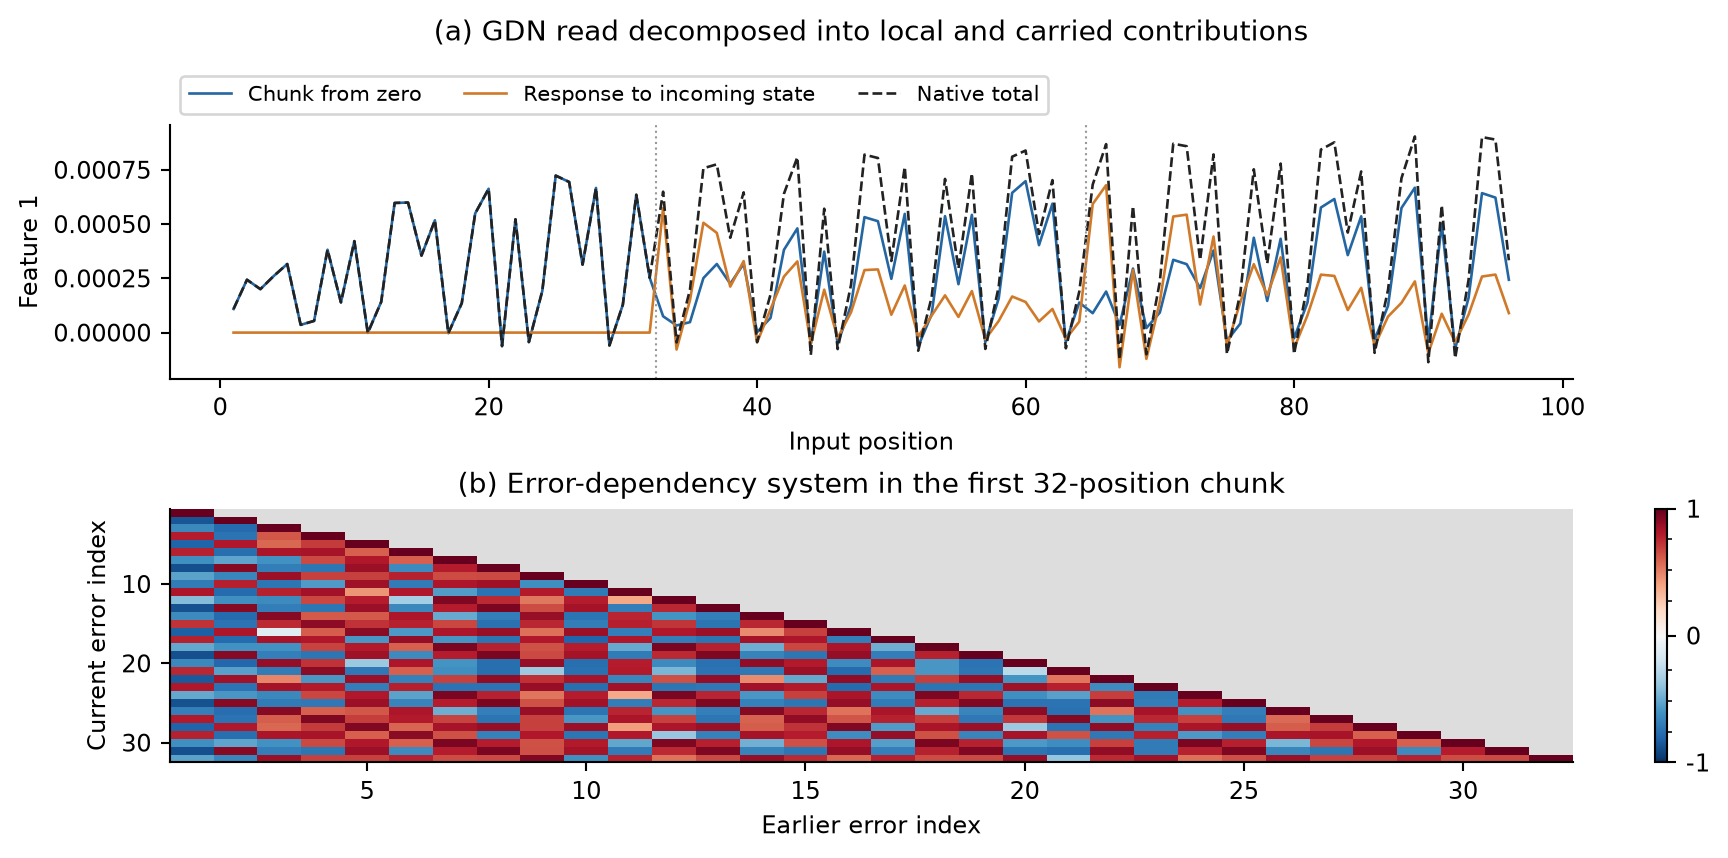 (a) GDN read decomposed into local and carried contributions
Chunk from zero
Response to incoming state
Native total
Feature 1
0.00075
0.00050
0.00025
0.00000
0 20 40 60 80 100
Input position
(b) Error-dependency system in the first 32-position chunk
Current error index
10
20
30
5 10 15 20 25 30
Earlier error index
1
0
-1